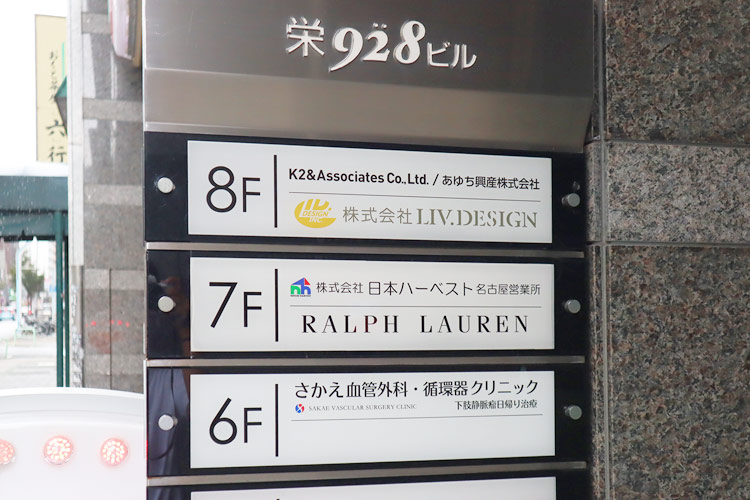 栄928ビル
8F
K2&Associates Co.,Ltd. / あゆち興産株式会社
株式会社 LIV.DESIGN
7F
株式会社 日本ハーベスト 名古屋営業所
RALPH LAUREN
6F
さかえ血管外科・循環器クリニック
SAKAE VASCULAR SURGERY CLINIC 下肢静脈瘤日帰り治療
六行